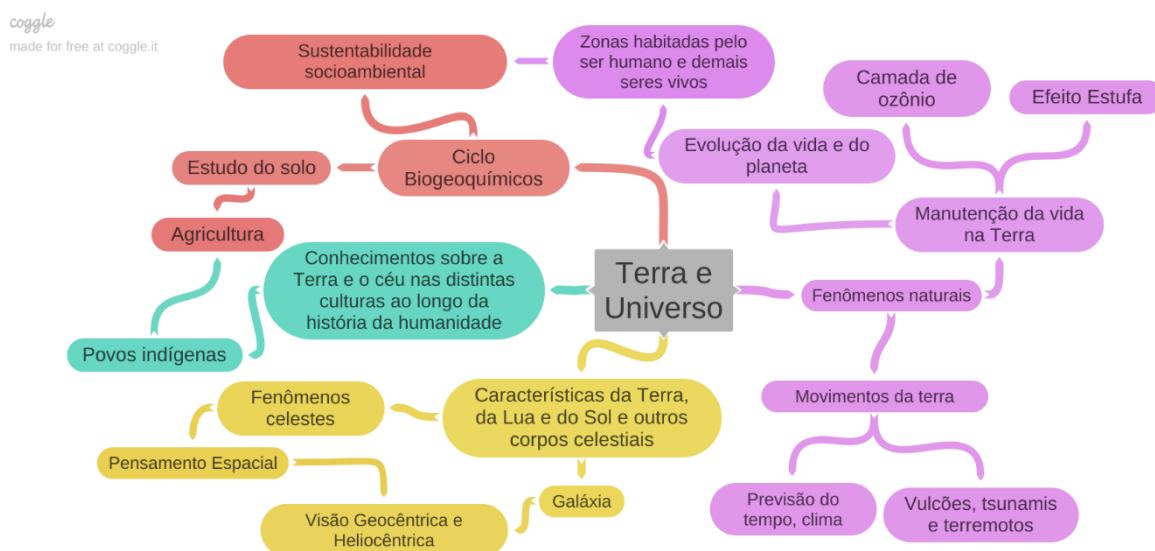 coggle
made for free at coggle.it
Sustentabilidade
socioambiental
Zonas habitadas pelo
ser humano e demais
seres vivos
Camada de
ozônio
Efeito Estufa
Estudo do solo
Ciclo
Biogeoquímicos
Evolução da vida e do
planeta
Agricultura
Manutenção da vida
na Terra
Conhecimentos sobre a
Terra e o céu nas distintas
culturas ao longo da
história da humanidade
Terra e
Universo
Fenômenos naturais
Povos indígenas
Fenômenos
celestes
Características da Terra,
da Lua e do Sol e outros
corpos celestiais
Movimentos da terra
Pensamento Espacial
Galáxia
Visão Geocêntrica e
Heliocêntrica
Previsão do
tempo, clima
Vulcões, tsunamis
e terremotos